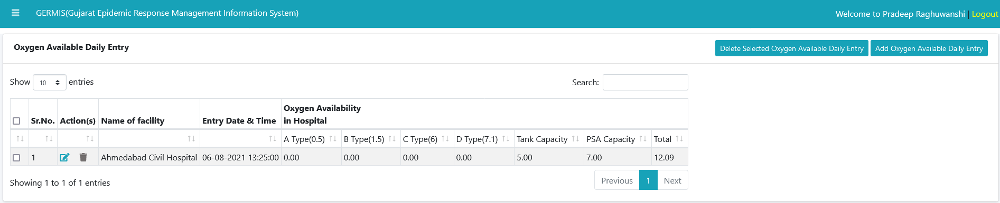 GERMIS(Gujarat Epidemic Response Management Information System)
Welcome to Pradeep Raghuwanshi | Logout
Oxygen Available Daily Entry
Delete Selected Oxygen Available Daily Entry
Add Oxygen Available Daily Entry
Show 10 entries
Search:
Sr.No. Action(s) Name of facility Entry Date & Time Oxygen Availability
in Hospital
A Type(0.5) B Type(1.5) C Type(6) D Type(7.1) Tank Capacity PSA Capacity Total
1 Ahmedabad Civil Hospital 06-08-2021 13:25:00 0.00 0.00 0.00 0.00 5.00 7.00 12.09
Showing 1 to 1 of 1 entries
Previous 1 Next